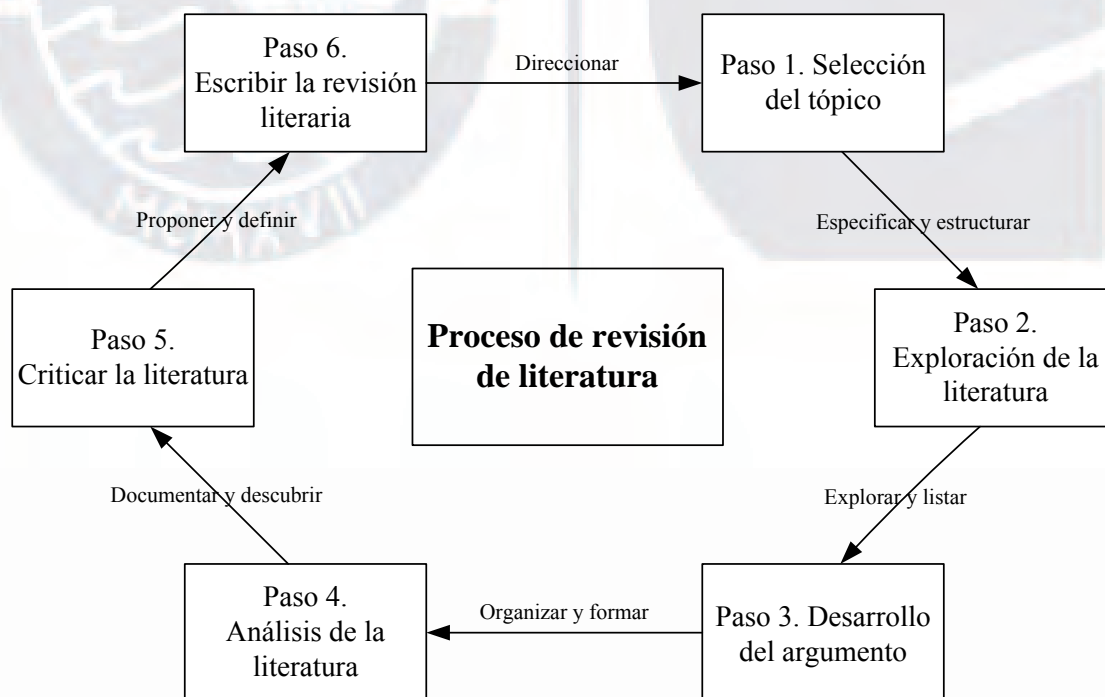 Paso 6.
Escribir la revisión
literaria
Direccionar
Paso 1. Selección
del tópico
Proponer y definir
Especificar y estructurar
Paso 5.
Criticar la literatura
Proceso de revisión
de literatura
Paso 2.
Exploración de la
literatura
Documentar y descubrir
Explorar y listar
Paso 4.
Análisis de la
literatura
Organizar y formar
Paso 3. Desarrollo
del argumento